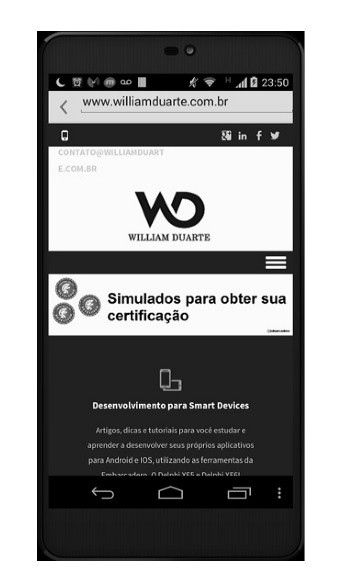 23:50
www.williamduarte.com.br
CONTATO@WILLIAMDUART
E.COM.BR
WD
WILLIAM DUARTE
Simulados para obter sua
certificação
Desenvolvimento para Smart Devices
Artigos, dicas e tutoriais para você estudar e
aprender a desenvolver seus próprios aplicativos
para Android e IOS, utilizando as ferramentas da
Embarcadero. O Delphi XE5 e Delphi XE6!